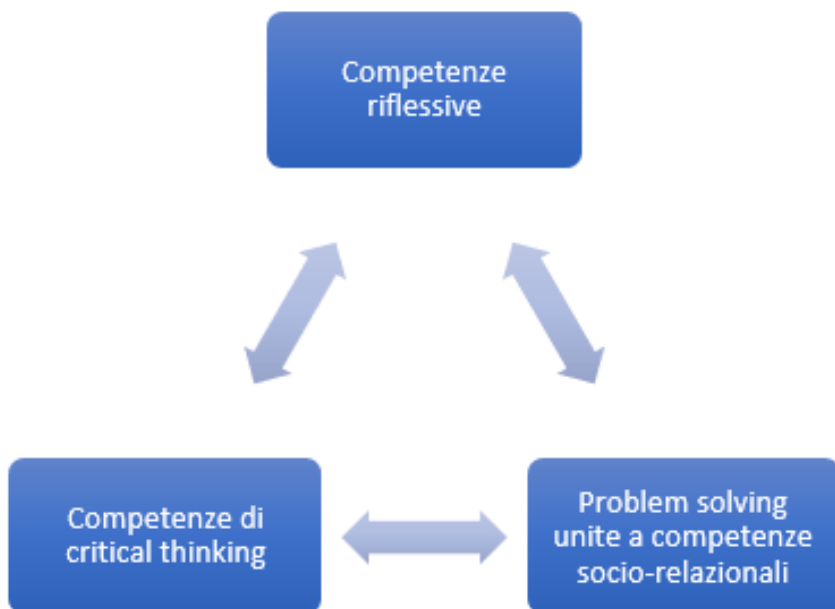 Competenze
riflessive
Competenze di
critical thinking
Problem solving
unite a competenze
socio-relazionali